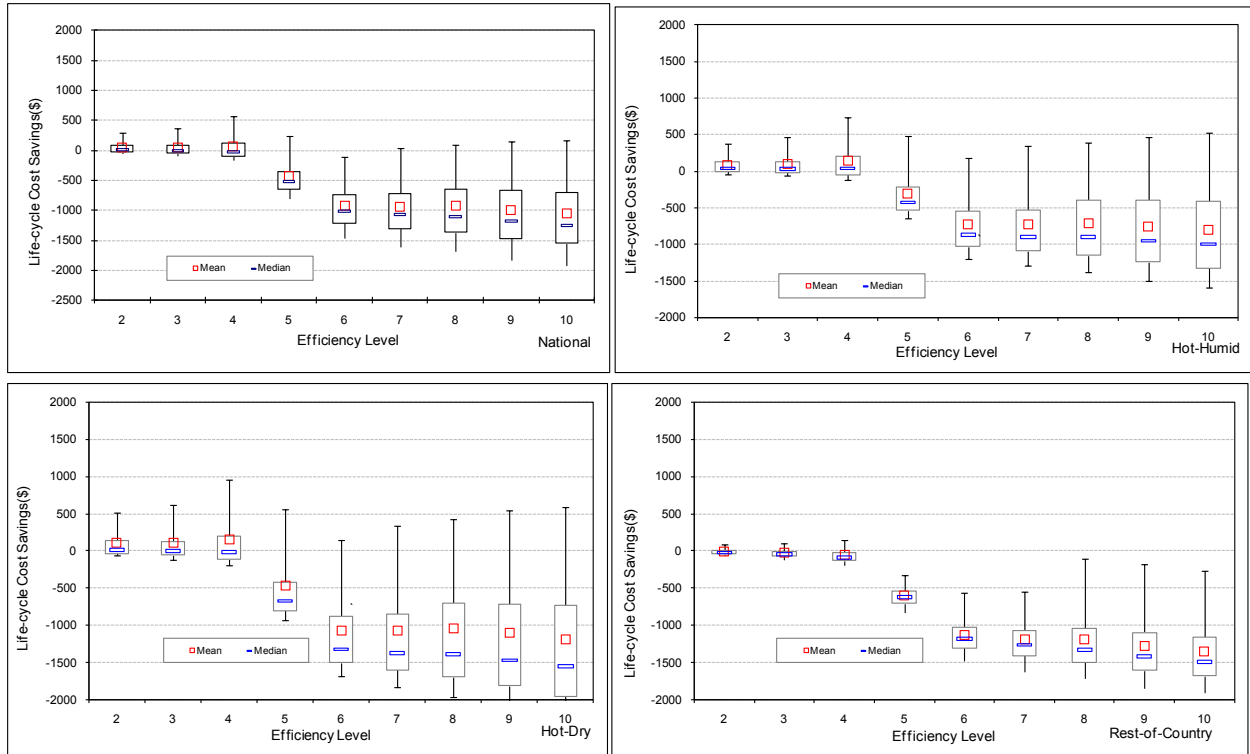 Life-cycle Cost Savings($)
2000
1500
1000
500
0
-500
-1000
-1500
-2000
-2500
Mean Median
2 3 4 5 6 7 8 9 10
Efficiency Level
National
Life-cycle Cost Savings($)
2000
1500
1000
500
0
-500
-1000
-1500
-2000
Mean Median
2 3 4 5 6 7 8 9 10
Efficiency Level
Hot-Humid
Life-cycle Cost Savings($)
2000
1500
1000
500
0
-500
-1000
-1500
-2000
Mean Median
2 3 4 5 6 7 8 9 10
Efficiency Level
Hot-Dry
Life-cycle Cost Savings($)
2000
1500
1000
500
0
-500
-1000
-1500
-2000
Mean Median
2 3 4 5 6 7 8 9 10
Efficiency Level
Rest-of-Country